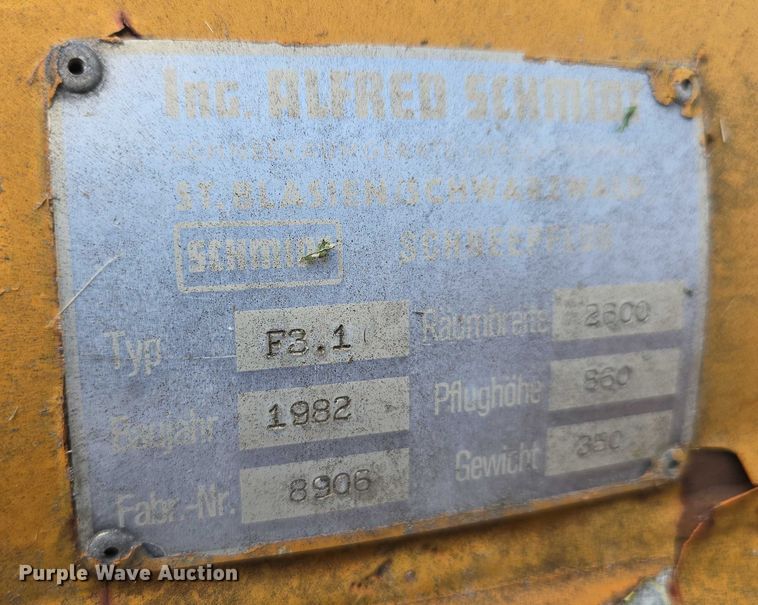 Ing. ALFRED SCHMIDT
ST. BLASIEN/SCHWARZWALD
SCHMIDT SCHNEEPFLUG
Typ F3.1 Räumbreite 2600
Baujahr 1982 Pflughöhe 860
Fabr.-Nr. 8906 Gewicht 350
Purple Wave Auction